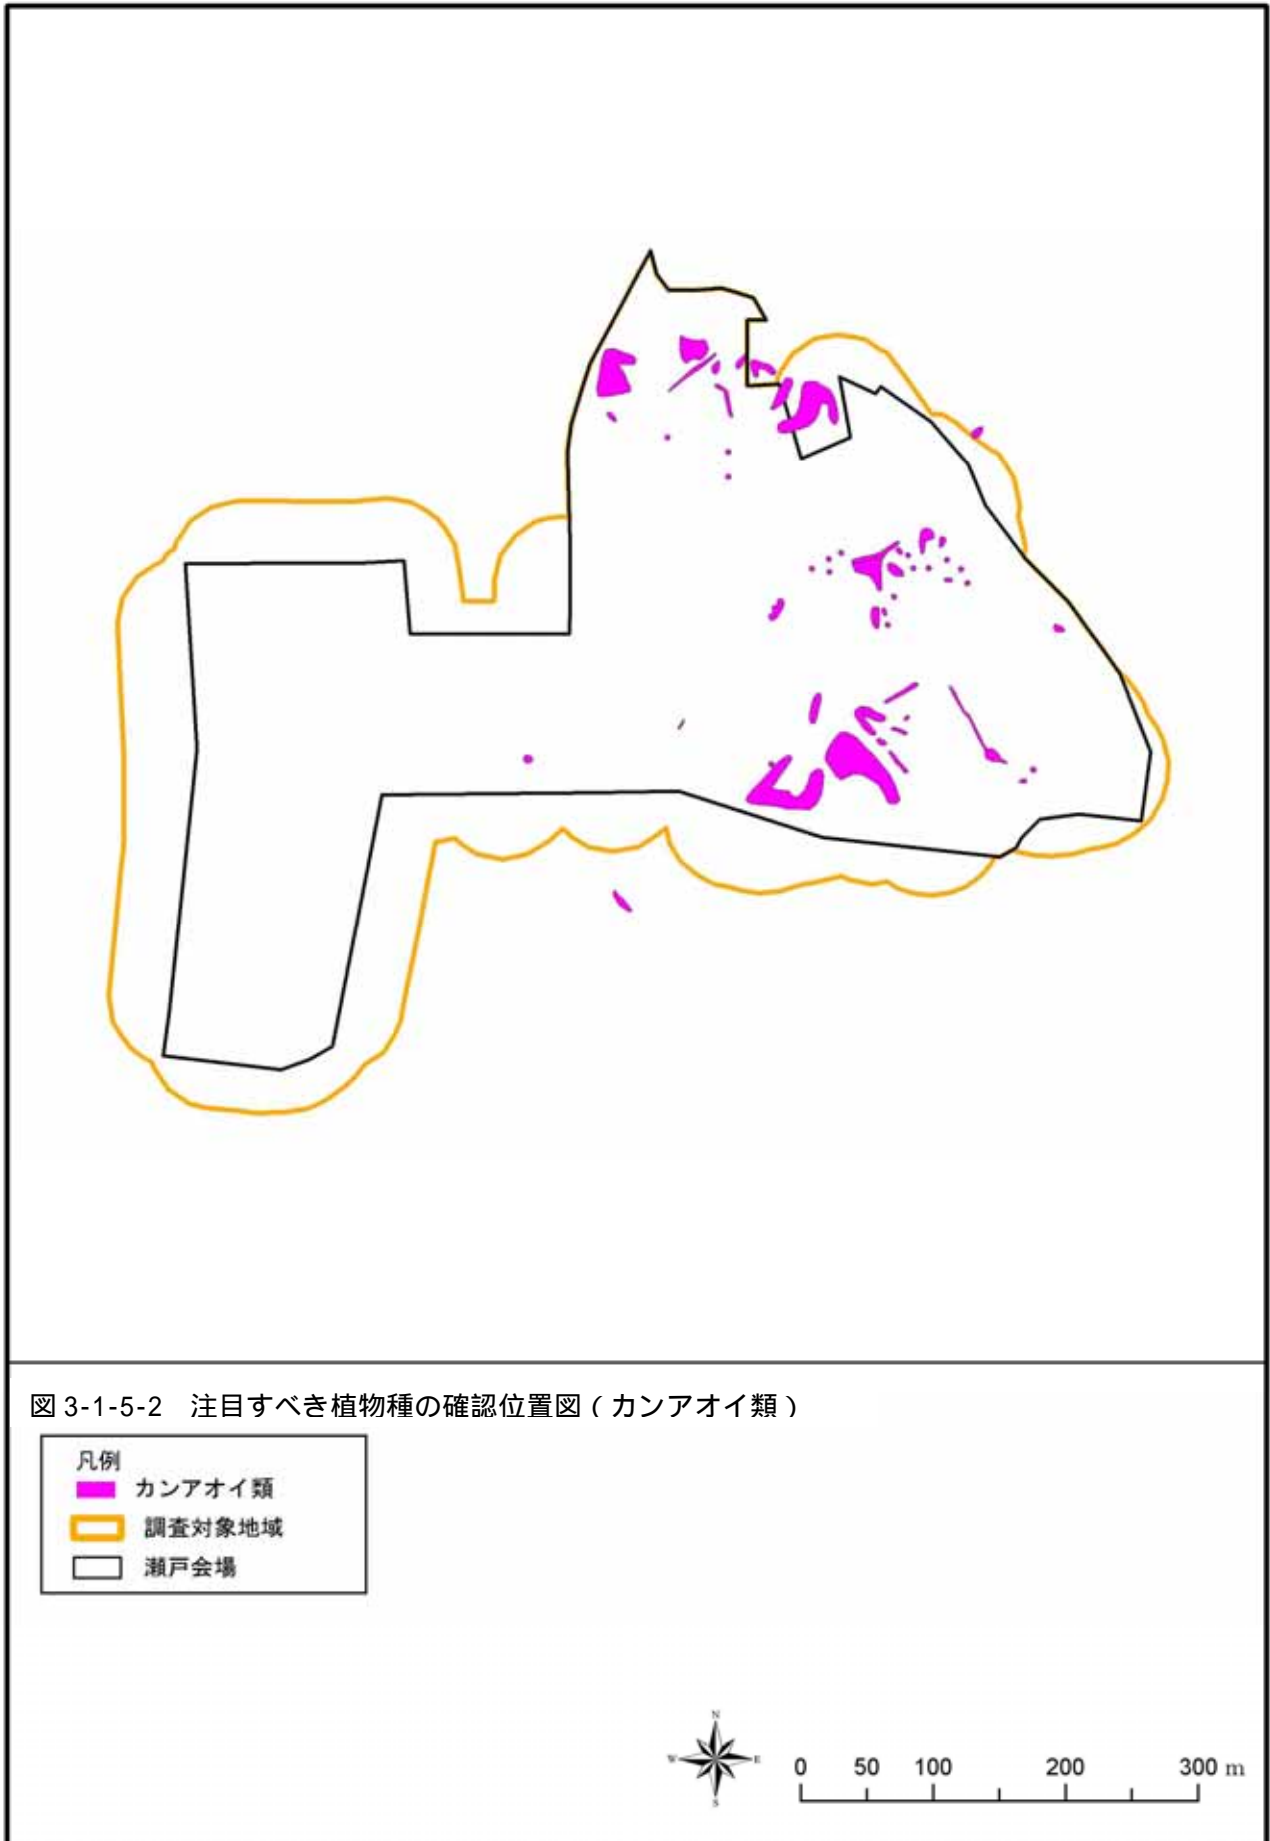 図 3-1-5-2　注目すべき植物種の確認位置図（カンアオイ類）
凡例
カンアオイ類
調査対象地域
瀬戸会場
N
W E
S
0 50 100 200 300 m